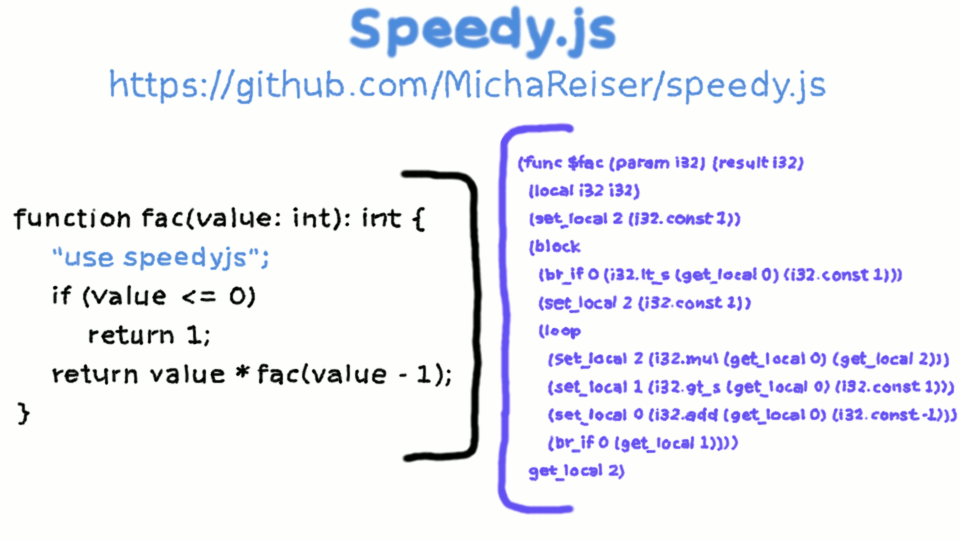 Speedy.js
https://github.com/MichaReiser/speedy.js
function fac(value: int): int {
"use speedyjs";
if (value <= 0)
return 1;
return value * fac(value - 1);
}
(func $fac (param i32) (result i32)
(local i32 i32)
(set_local 2 (i32.const 1))
(block
(br_if 0 (i32.lt_s (get_local 0) (i32.const 1)))
(set_local 2 (i32.const 1))
(loop
(set_local 2 (i32.mul (get_local 0) (get_local 2)))
(set_local 1 (i32.gt_s (get_local 0) (i32.const 1)))
(set_local 0 (i32.add (get_local 0) (i32.const -1)))
(br_if 0 (get_local 1))))
get_local 2)